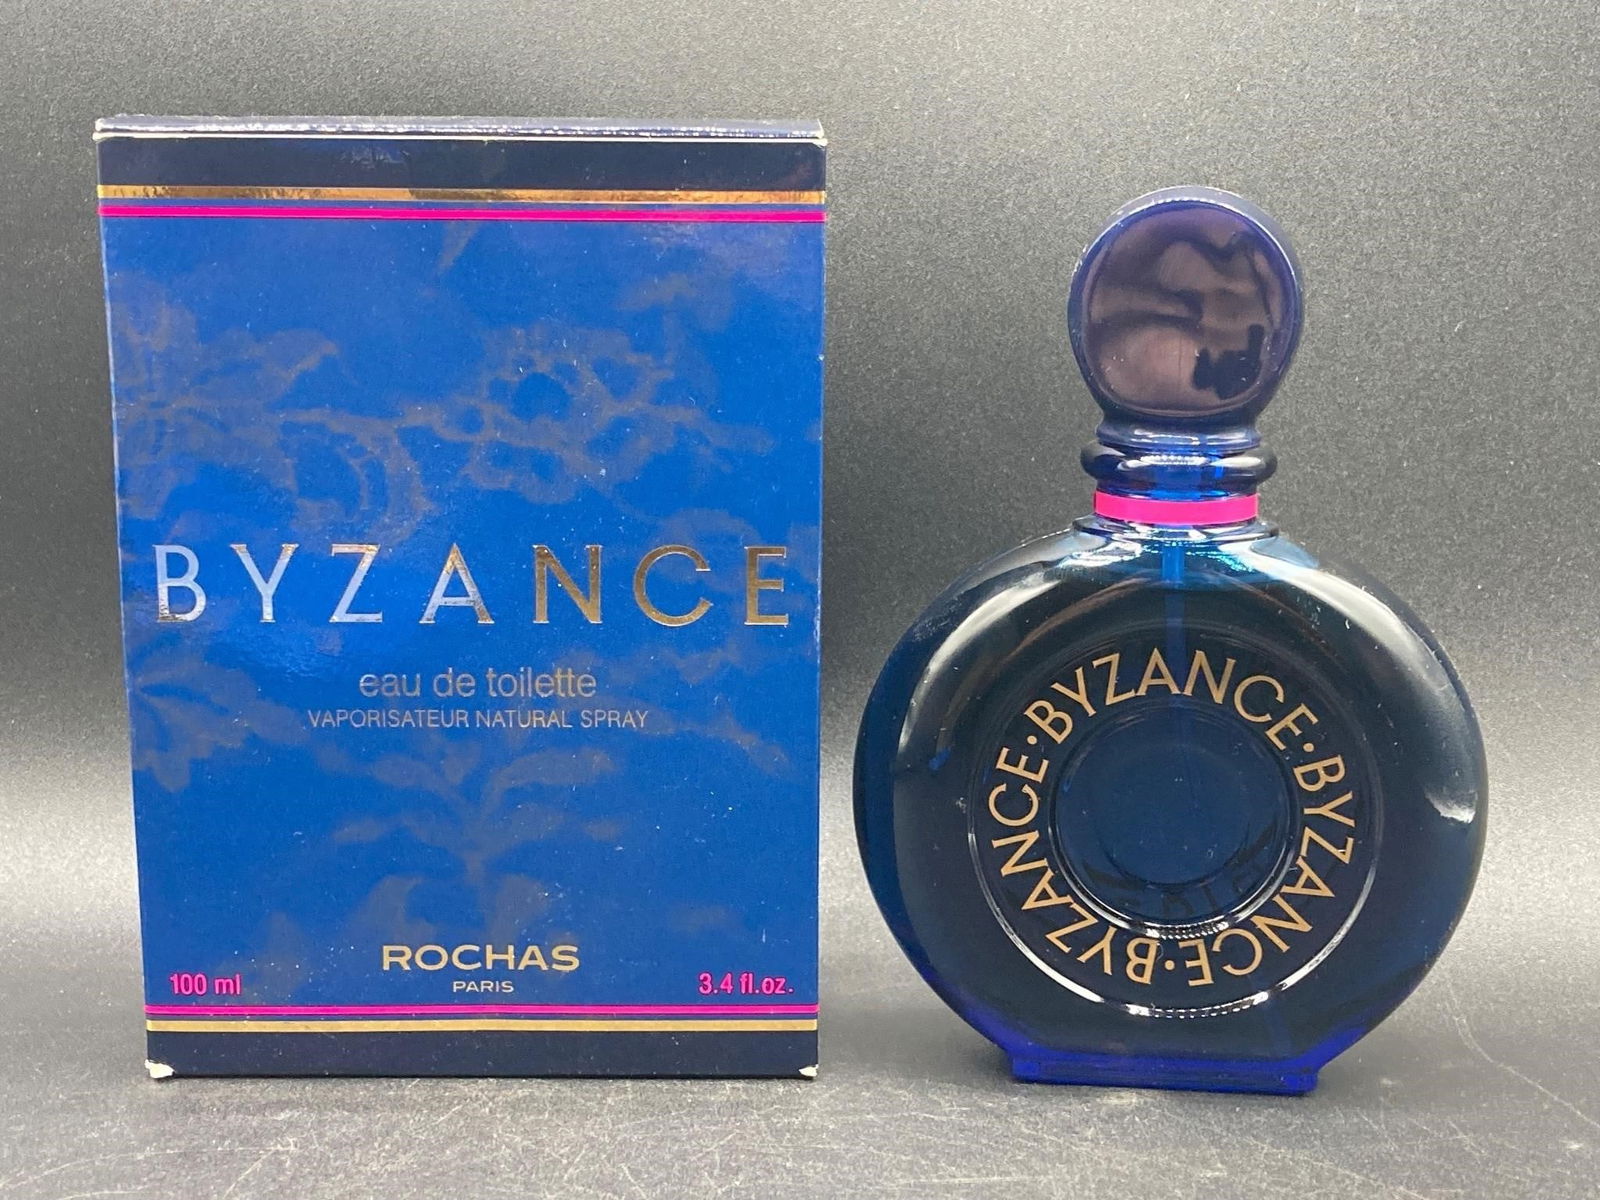 BYZANCE
eau de toilette
VAPORISATEUR NATURAL SPRAY
ROCHAS
PARIS
100 ml
3.4 fl.oz.
BYZANCE·BYZANCE·BYZANCE·